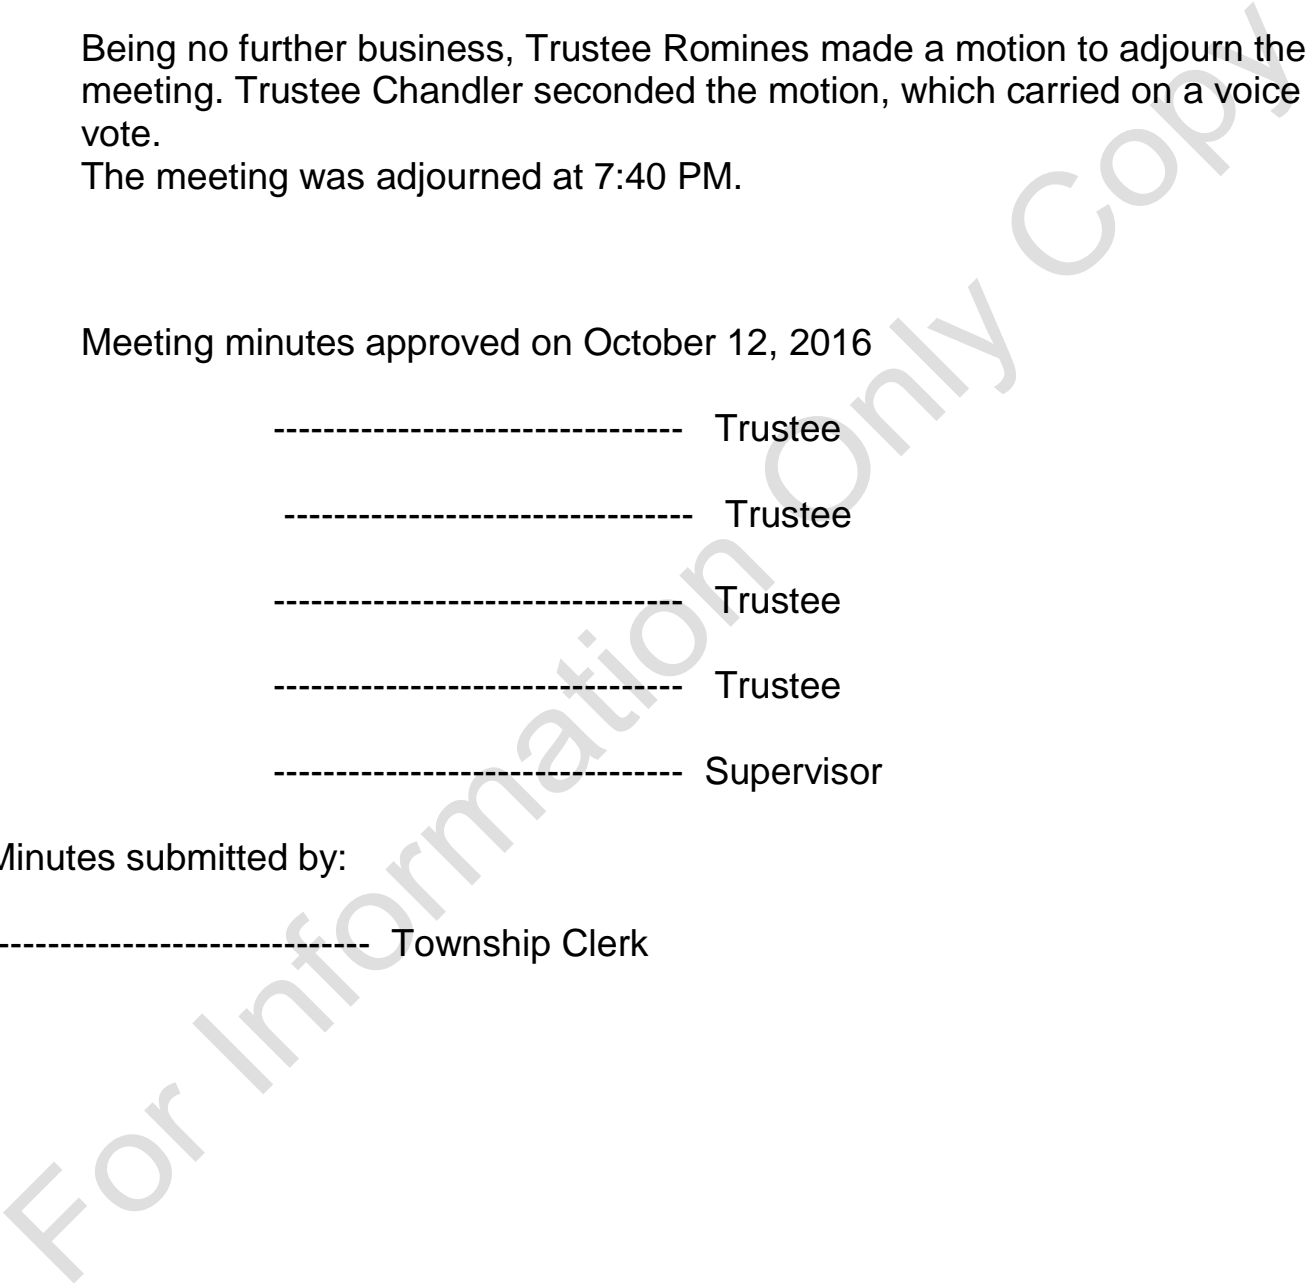 Being no further business, Trustee Romines made a motion to adjourn the
meeting. Trustee Chandler seconded the motion, which carried on a voice
vote.
The meeting was adjourned at 7:40 PM.
Meeting minutes approved on October 12, 2016
--------------------------------- Trustee
--------------------------------- Trustee
--------------------------------- Trustee
--------------------------------- Trustee
--------------------------------- Supervisor
Minutes submitted by:
------------------------------ Township Clerk
For Information Only Copy